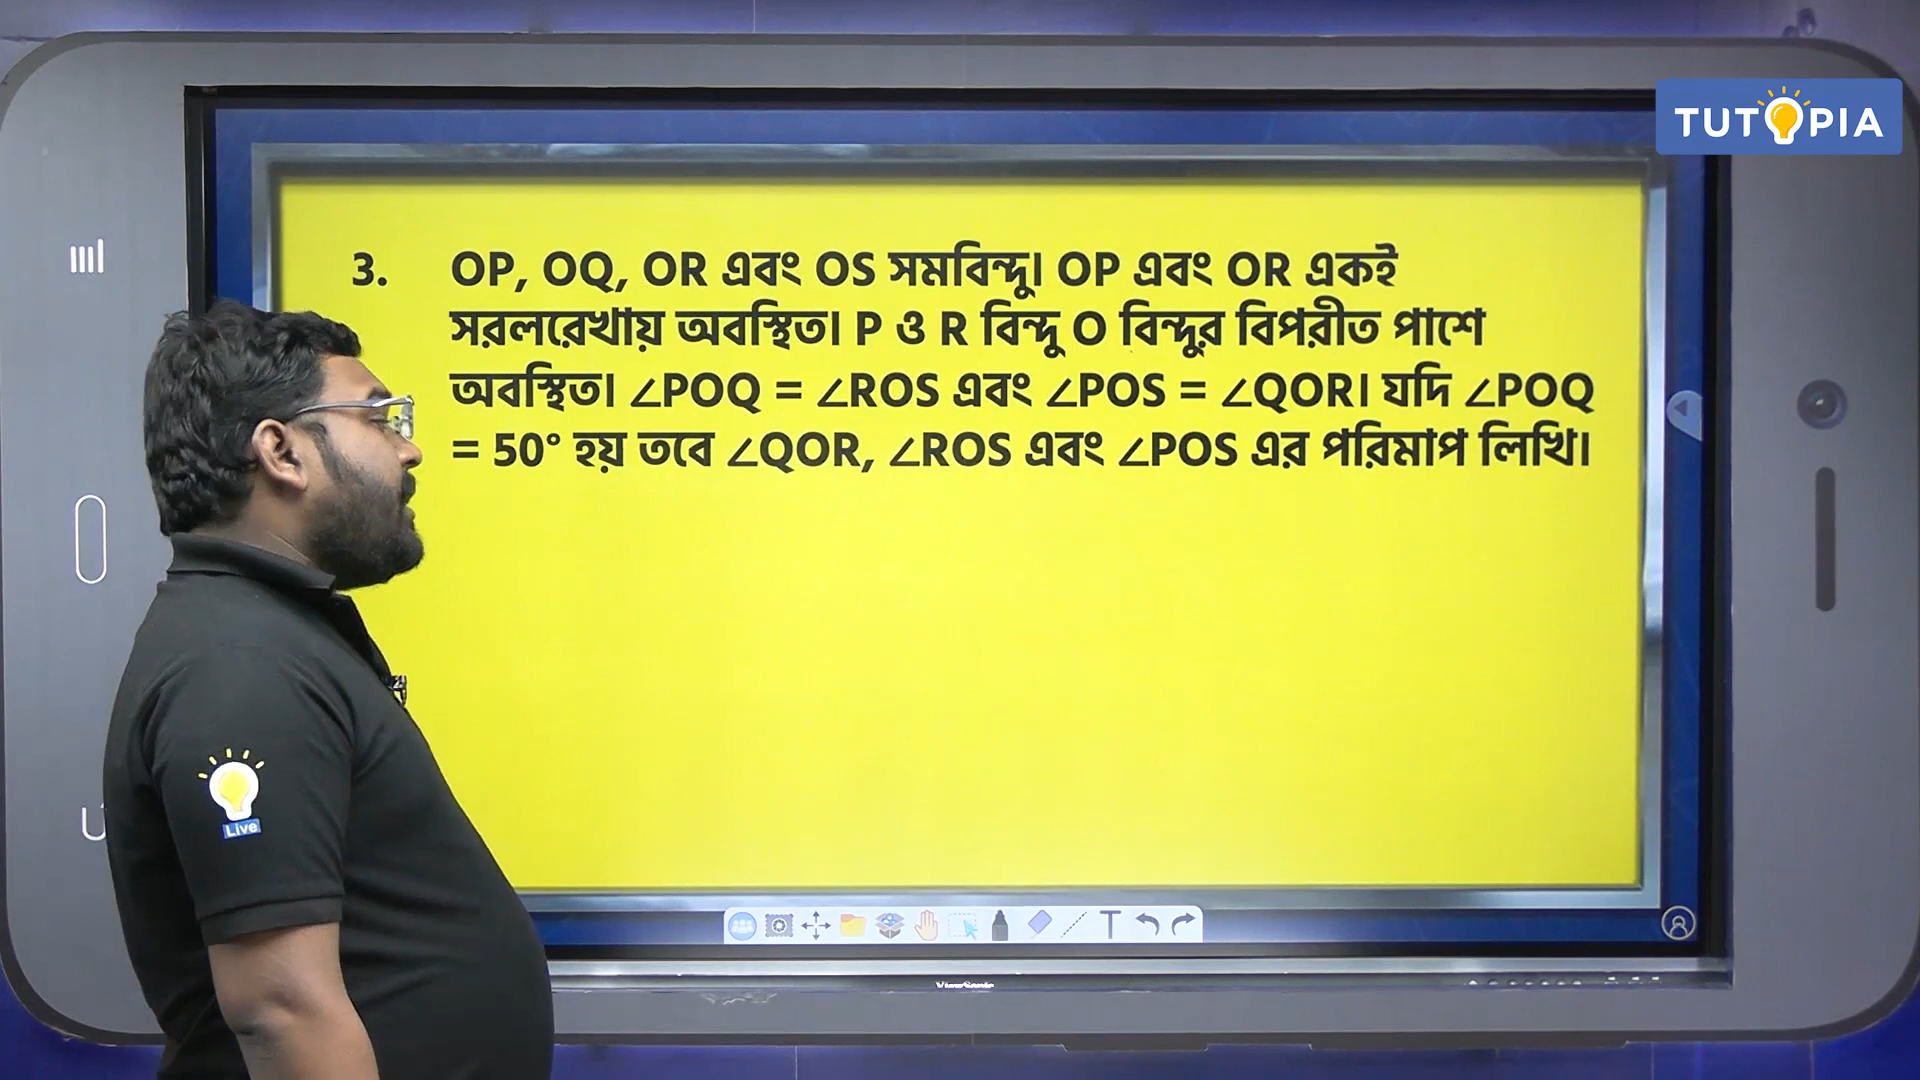 TUTOPIA
3. OP, OQ, OR এবং OS সমবিন্দু। OP এবং OR একই
সরলরেখায় অবস্থিত। P ও R বিন্দু O বিন্দুর বিপরীত পাশে
অবস্থিত। ∠POQ = ∠ROS এবং ∠POS = ∠QOR। যদি ∠POQ
= 50° হয় তবে ∠QOR, ∠ROS এবং ∠POS এর পরিমাপ লিখি।
Live
T
ViewSonic